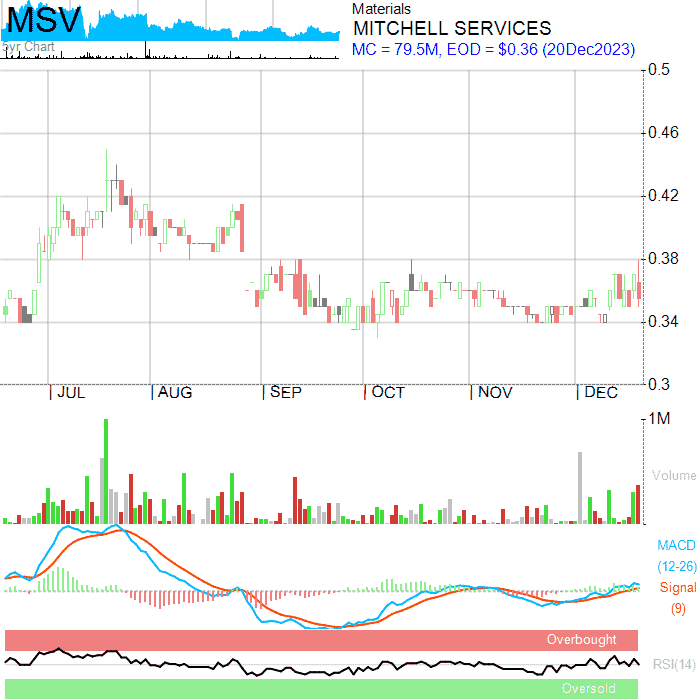 MSV
5yr Chart
Materials
MITCHELL SERVICES
MC = 79.5M, EOD = $0.36 (20Dec2023)
0.5
0.46
0.42
0.38
0.34
0.3
JUL AUG SEP OCT NOV DEC
1M
Volume
MACD
(12-26)
Signal
(9)
Overbought
RSI(14)
Oversold